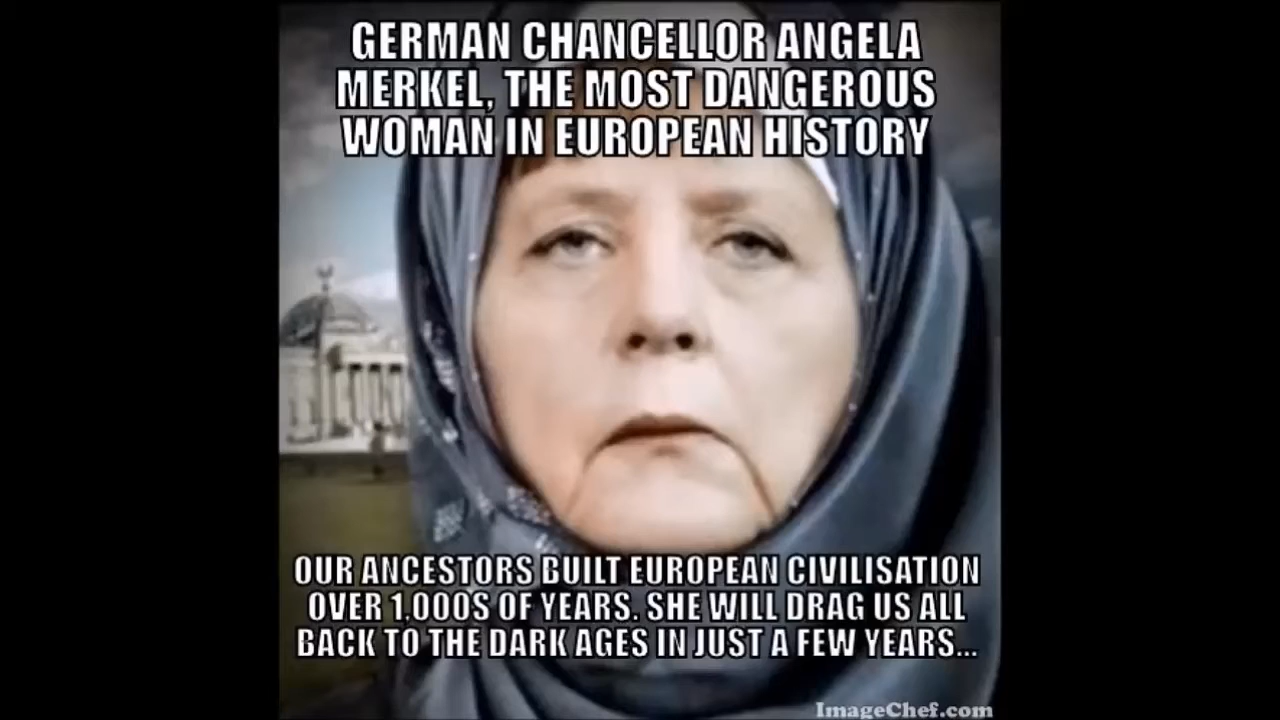 GERMAN CHANCELLOR ANGELA
MERKEL, THE MOST DANGEROUS
WOMAN IN EUROPEAN HISTORY
OUR ANCESTORS BUILT EUROPEAN CIVILISATION
OVER 1,000S OF YEARS. SHE WILL DRAG US ALL
BACK TO THE DARK AGES IN JUST A FEW YEARS...
ImageChef.com